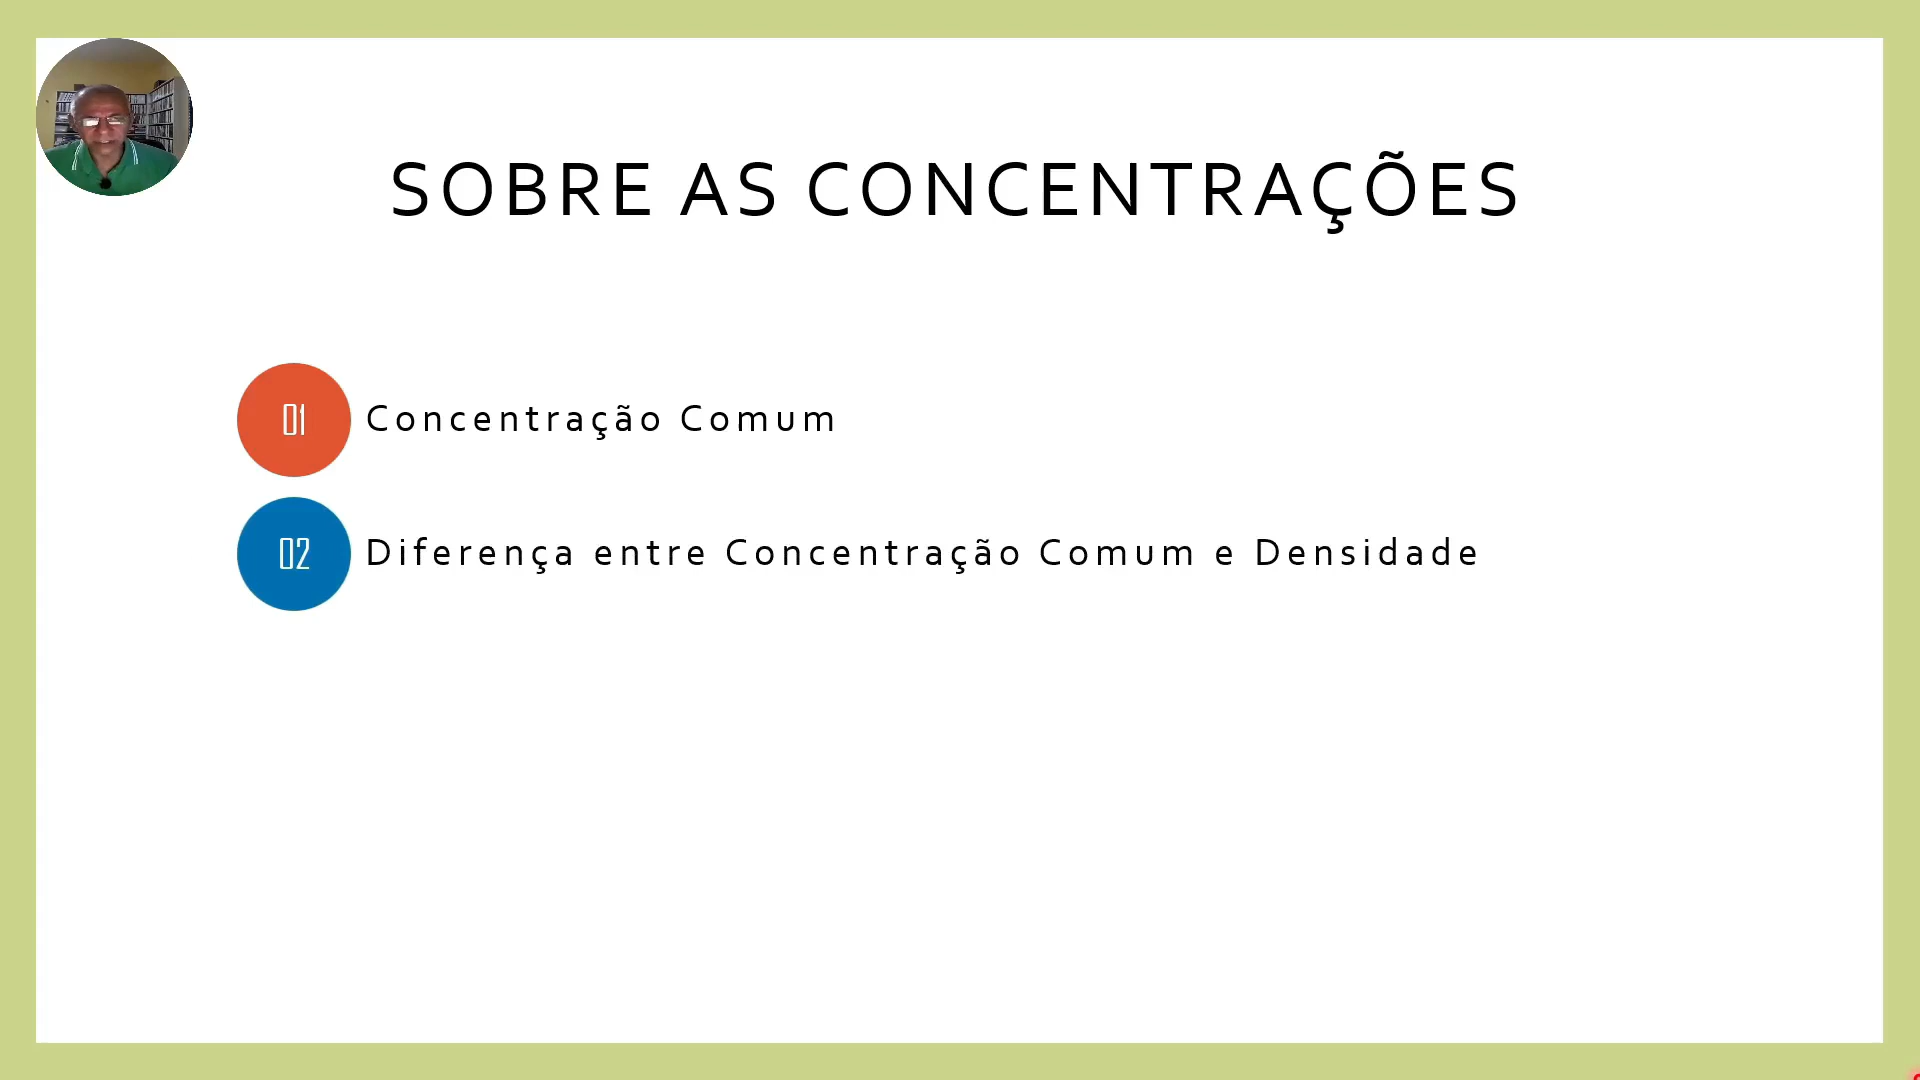 SOBRE AS CONCENTRAÇÕES
01 Concentração Comum
02 Diferença entre Concentração Comum e Densidade